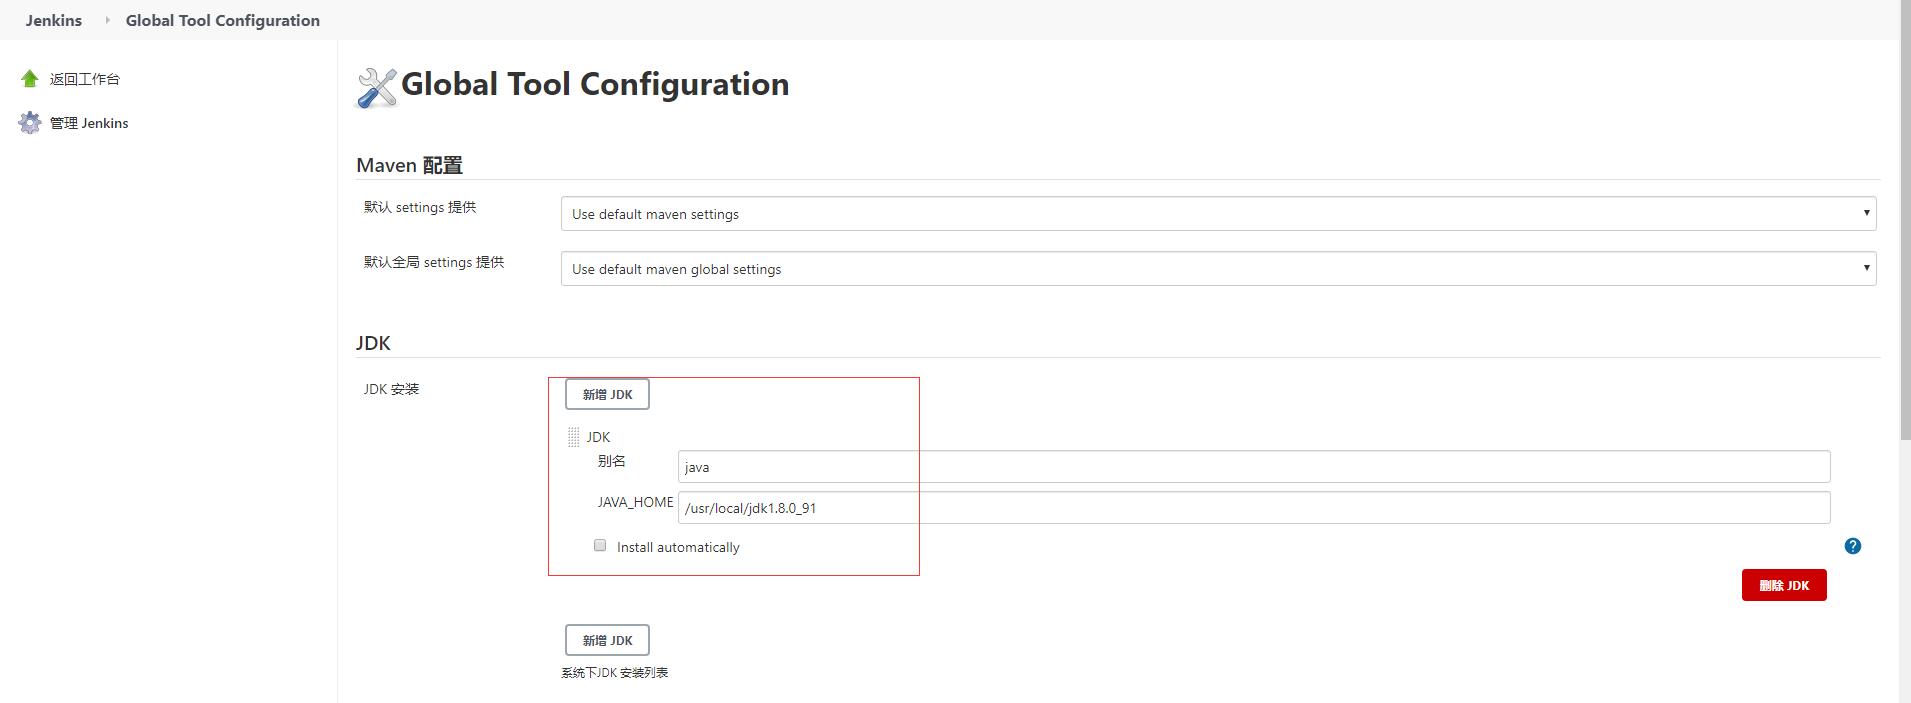 Jenkins Global Tool Configuration
返回工作台
管理 Jenkins
Global Tool Configuration
Maven 配置
默认 settings 提供 Use default maven settings
默认全局 settings 提供 Use default maven global settings
JDK
JDK 安装 新增 JDK
JDK
别名 java
JAVA_HOME /usr/local/jdk1.8.0_91
Install automatically
?
删除 JDK
新增 JDK
系统下JDK 安装列表